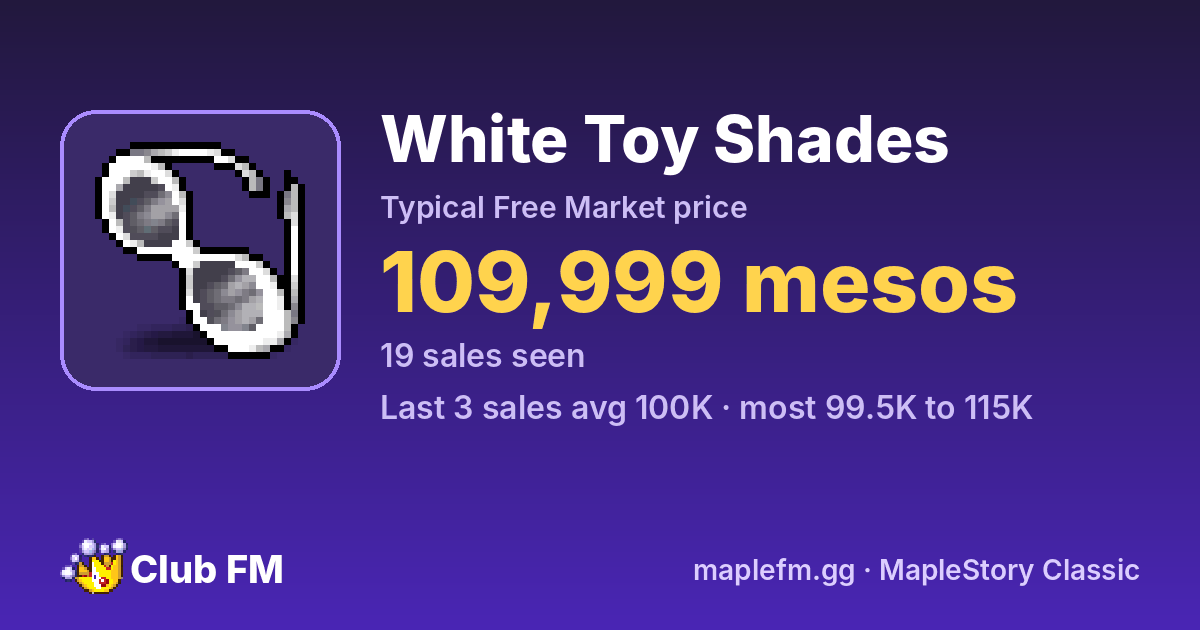 White Toy Shades
Typical Free Market price
109,999 mesos
19 sales seen
Last 3 sales avg 100K · most 99.5K to 115K
Club FM
maplefm.gg · MapleStory Classic